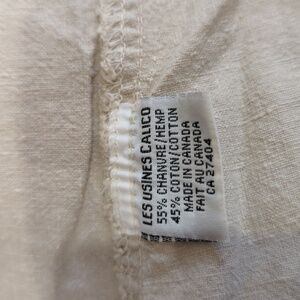 LES USINES CALICO
55% CHANVRE/HEMP
45% COTON/COTTON
MADE IN CANADA
FAIT AU CANADA
CA 27404